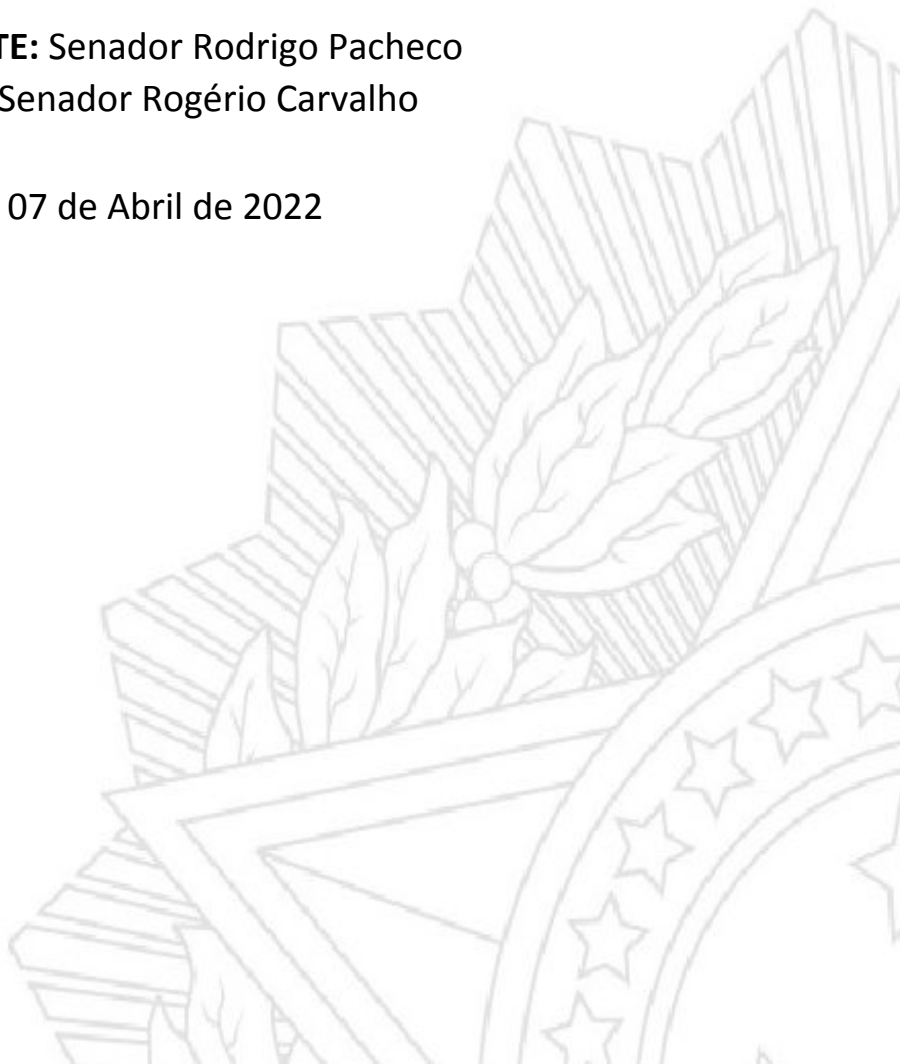 TE: Senador Rodrigo Pacheco
Senador Rogério Carvalho
07 de Abril de 2022